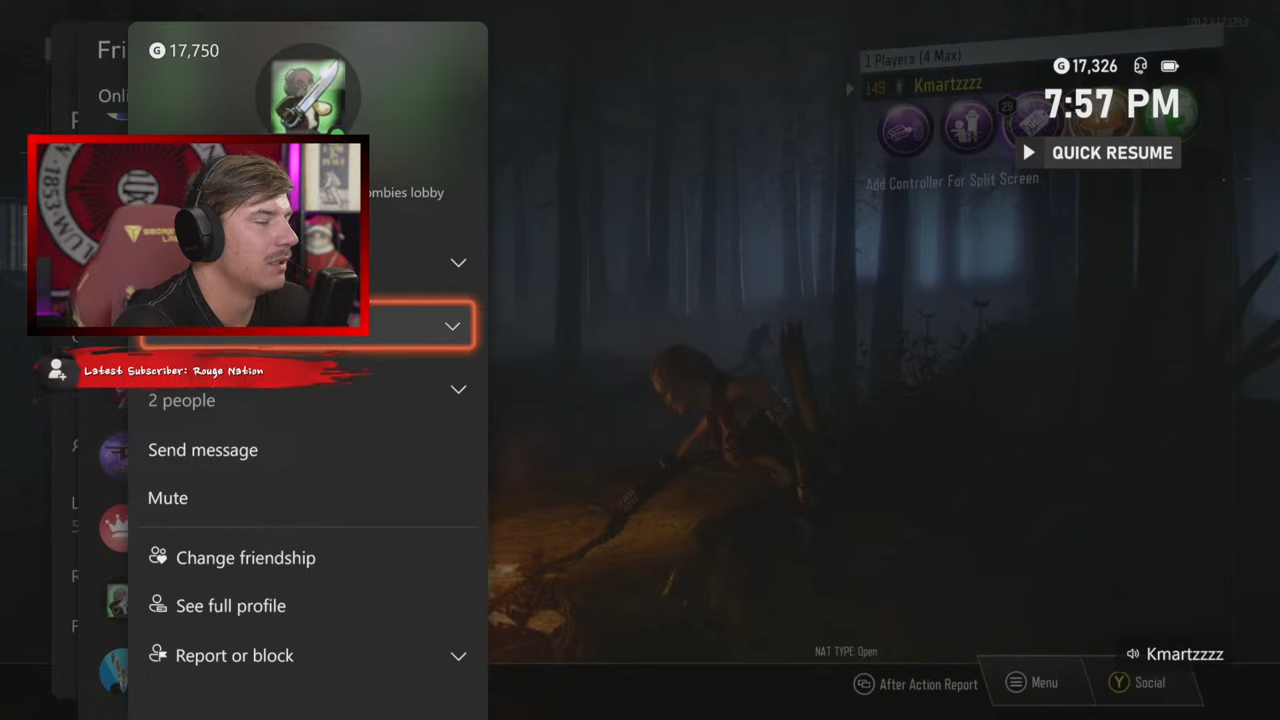 Fri
Onli
17,750
ombies lobby
Latest Subscriber: Rouge Nation
2 people
Send message
Mute
Change friendship
See full profile
Report or block
1 Players (4 Max)
149 Kmartzzzz
29
Add Controller For Split Screen
17,326
7:57 PM
QUICK RESUME
NAT TYPE: Open
Kmartzzzz
After Action Report
Menu
Y Social